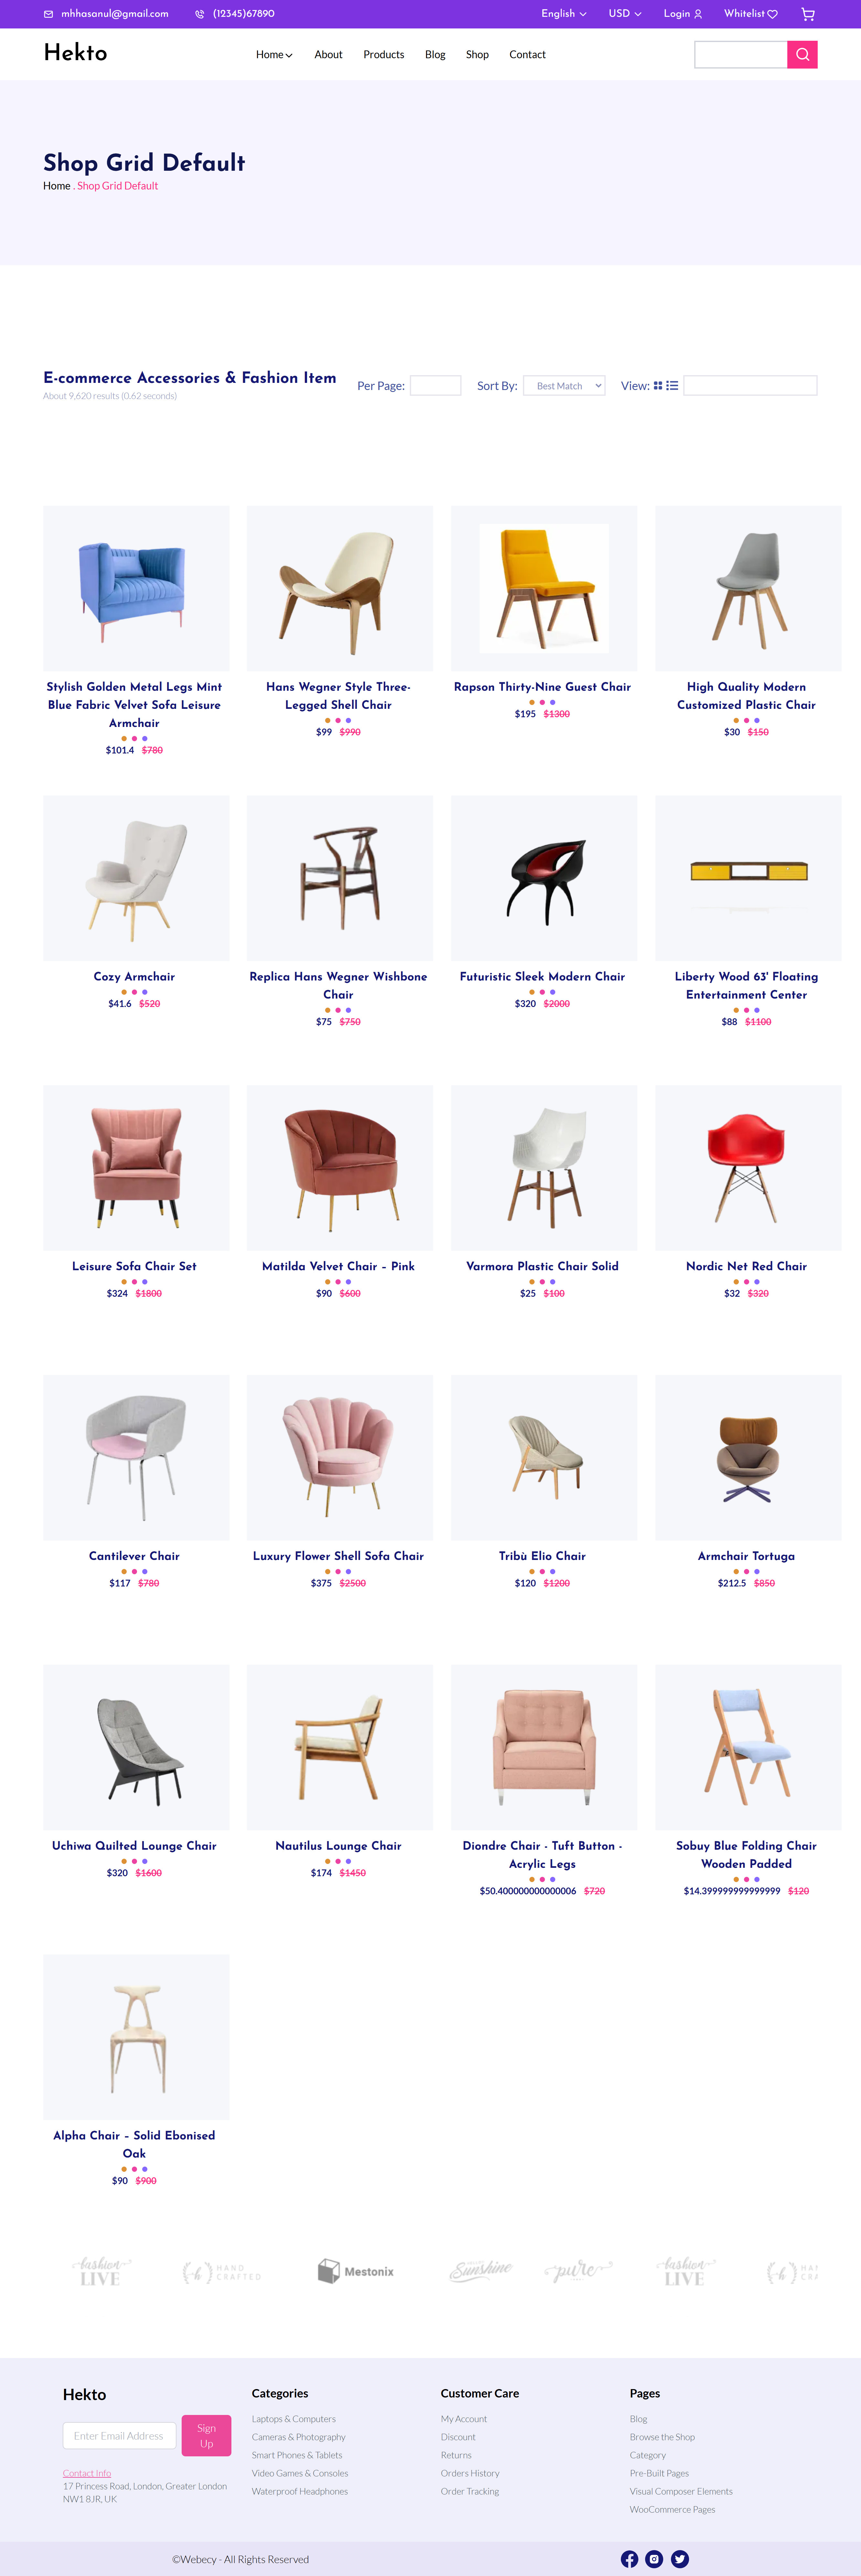 mhhasanul@gmail.com (12345)67890 English USD Login Whitelist
Hekto Home About Products Blog Shop Contact
Shop Grid Default
Home . Shop Grid Default
E-commerce Accessories & Fashion Item
About 9,620 results (0.62 seconds)
Per Page: Sort By: Best Match View:
Stylish Golden Metal Legs Mint
Blue Fabric Velvet Sofa Leisure
Armchair
$101.4 $780
Hans Wegner Style Three-
Legged Shell Chair
$99 $990
Rapson Thirty-Nine Guest Chair
$195 $1300
High Quality Modern
Customized Plastic Chair
$30 $150
Cozy Armchair
$41.6 $520
Replica Hans Wegner Wishbone
Chair
$75 $750
Futuristic Sleek Modern Chair
$320 $2000
Liberty Wood 63' Floating
Entertainment Center
$88 $1100
Leisure Sofa Chair Set
$324 $1800
Matilda Velvet Chair – Pink
$90 $600
Varmora Plastic Chair Solid
$25 $100
Nordic Net Red Chair
$32 $320
Cantilever Chair
$117 $780
Luxury Flower Shell Sofa Chair
$375 $2500
Tribù Elio Chair
$120 $1200
Armchair Tortuga
$212.5 $850
Uchiwa Quilted Lounge Chair
$320 $1600
Nautilus Lounge Chair
$174 $1450
Diondre Chair - Tuft Button -
Acrylic Legs
$50.400000000000006 $720
Sobuy Blue Folding Chair
Wooden Padded
$14.399999999999999 $120
Alpha Chair – Solid Ebonised
Oak
$90 $900
fashion
LIVE
h HAND
CRAFTED
Mestonix
Sunshine
pure
fashion
LIVE
h HA
CRA
Hekto
Enter Email Address
Sign
Up
Contact Info
17 Princess Road, London, Greater London
NW1 8JR, UK
Categories
Laptops & Computers
Cameras & Photography
Smart Phones & Tablets
Video Games & Consoles
Waterproof Headphones
Customer Care
My Account
Discount
Returns
Orders History
Order Tracking
Pages
Blog
Browse the Shop
Category
Pre-Built Pages
Visual Composer Elements
WooCommerce Pages
©Webecy - All Rights Reserved